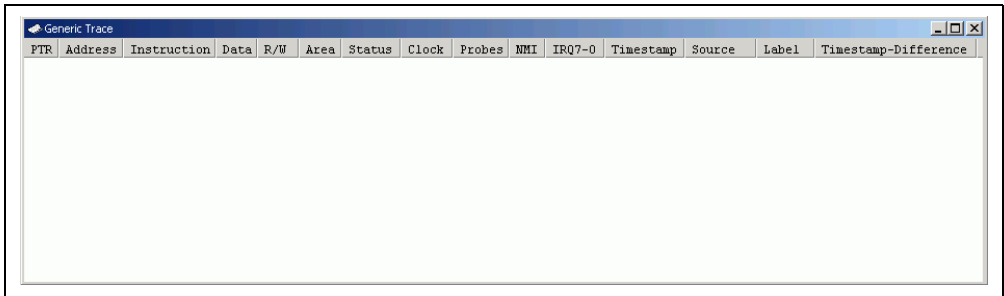 Generic Trace
PTR Address Instruction Data R/W Area Status Clock Probes NMI IRQ7-0 Timestamp Source Label Timestamp-Difference